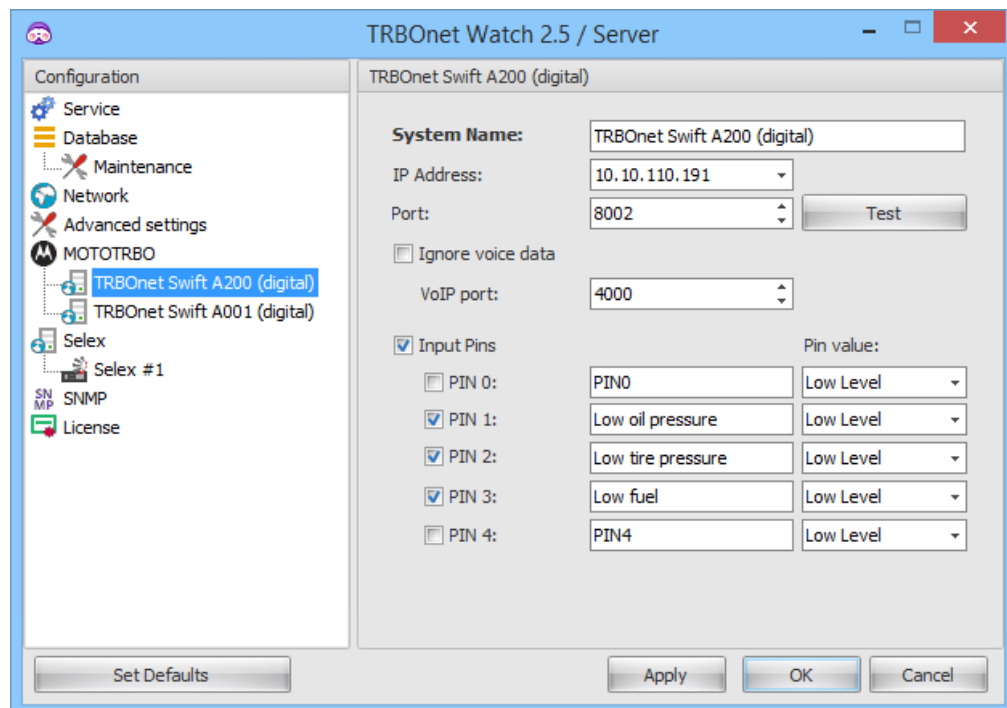 TRBOnet Watch 2.5 / Server
Configuration
Service
Database
Maintenance
Network
Advanced settings
MOTOTRBO
TRBOnet Swift A200 (digital)
TRBOnet Swift A001 (digital)
Selex
Selex #1
SN
MP
SNMP
License
TRBOnet Swift A200 (digital)
System Name: TRBOnet Swift A200 (digital)
IP Address: 10.10.110.191
Port: 8002 Test
Ignore voice data
VoIP port: 4000
Input Pins Pin value:
PIN 0: PIN0 Low Level
PIN 1: Low oil pressure Low Level
PIN 2: Low tire pressure Low Level
PIN 3: Low fuel Low Level
PIN 4: PIN4 Low Level
Set Defaults Apply OK Cancel